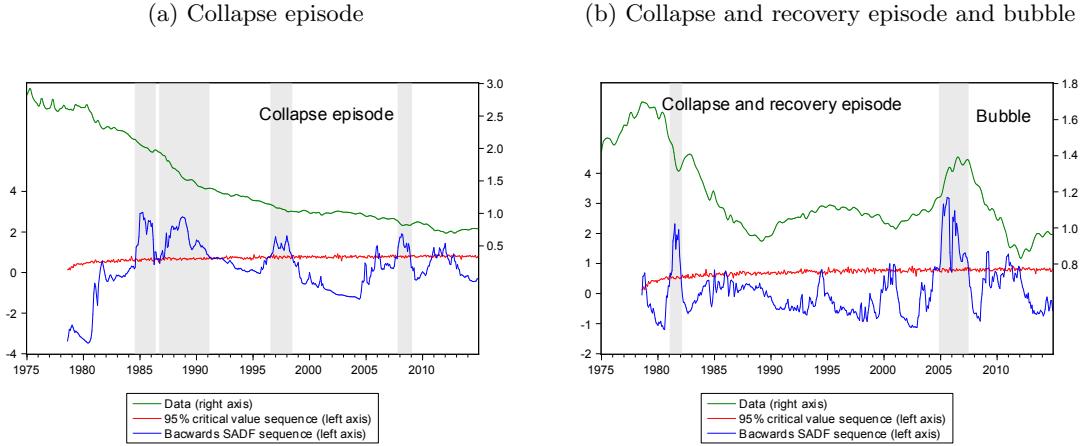 (a) Collapse episode
(b) Collapse and recovery episode and bubble
3.0
2.5
2.0
1.5
1.0
0.5
4
2
0
-2
-4
1975 1980 1985 1990 1995 2000 2005 2010
Collapse episode
Data (right axis)
95% critical value sequence (left axis)
Bacwards SADF sequence (left axis)
1.8
1.7
1.6
1.4
1.2
1.0
0.8
4
3
2
1
0
-1
-2
1975 1980 1985 1990 1995 2000 2005 2010
Collapse and recovery episode
Bubble
Data (right axis)
95% critical value sequence (left axis)
Bacwards SADF sequence (left axis)